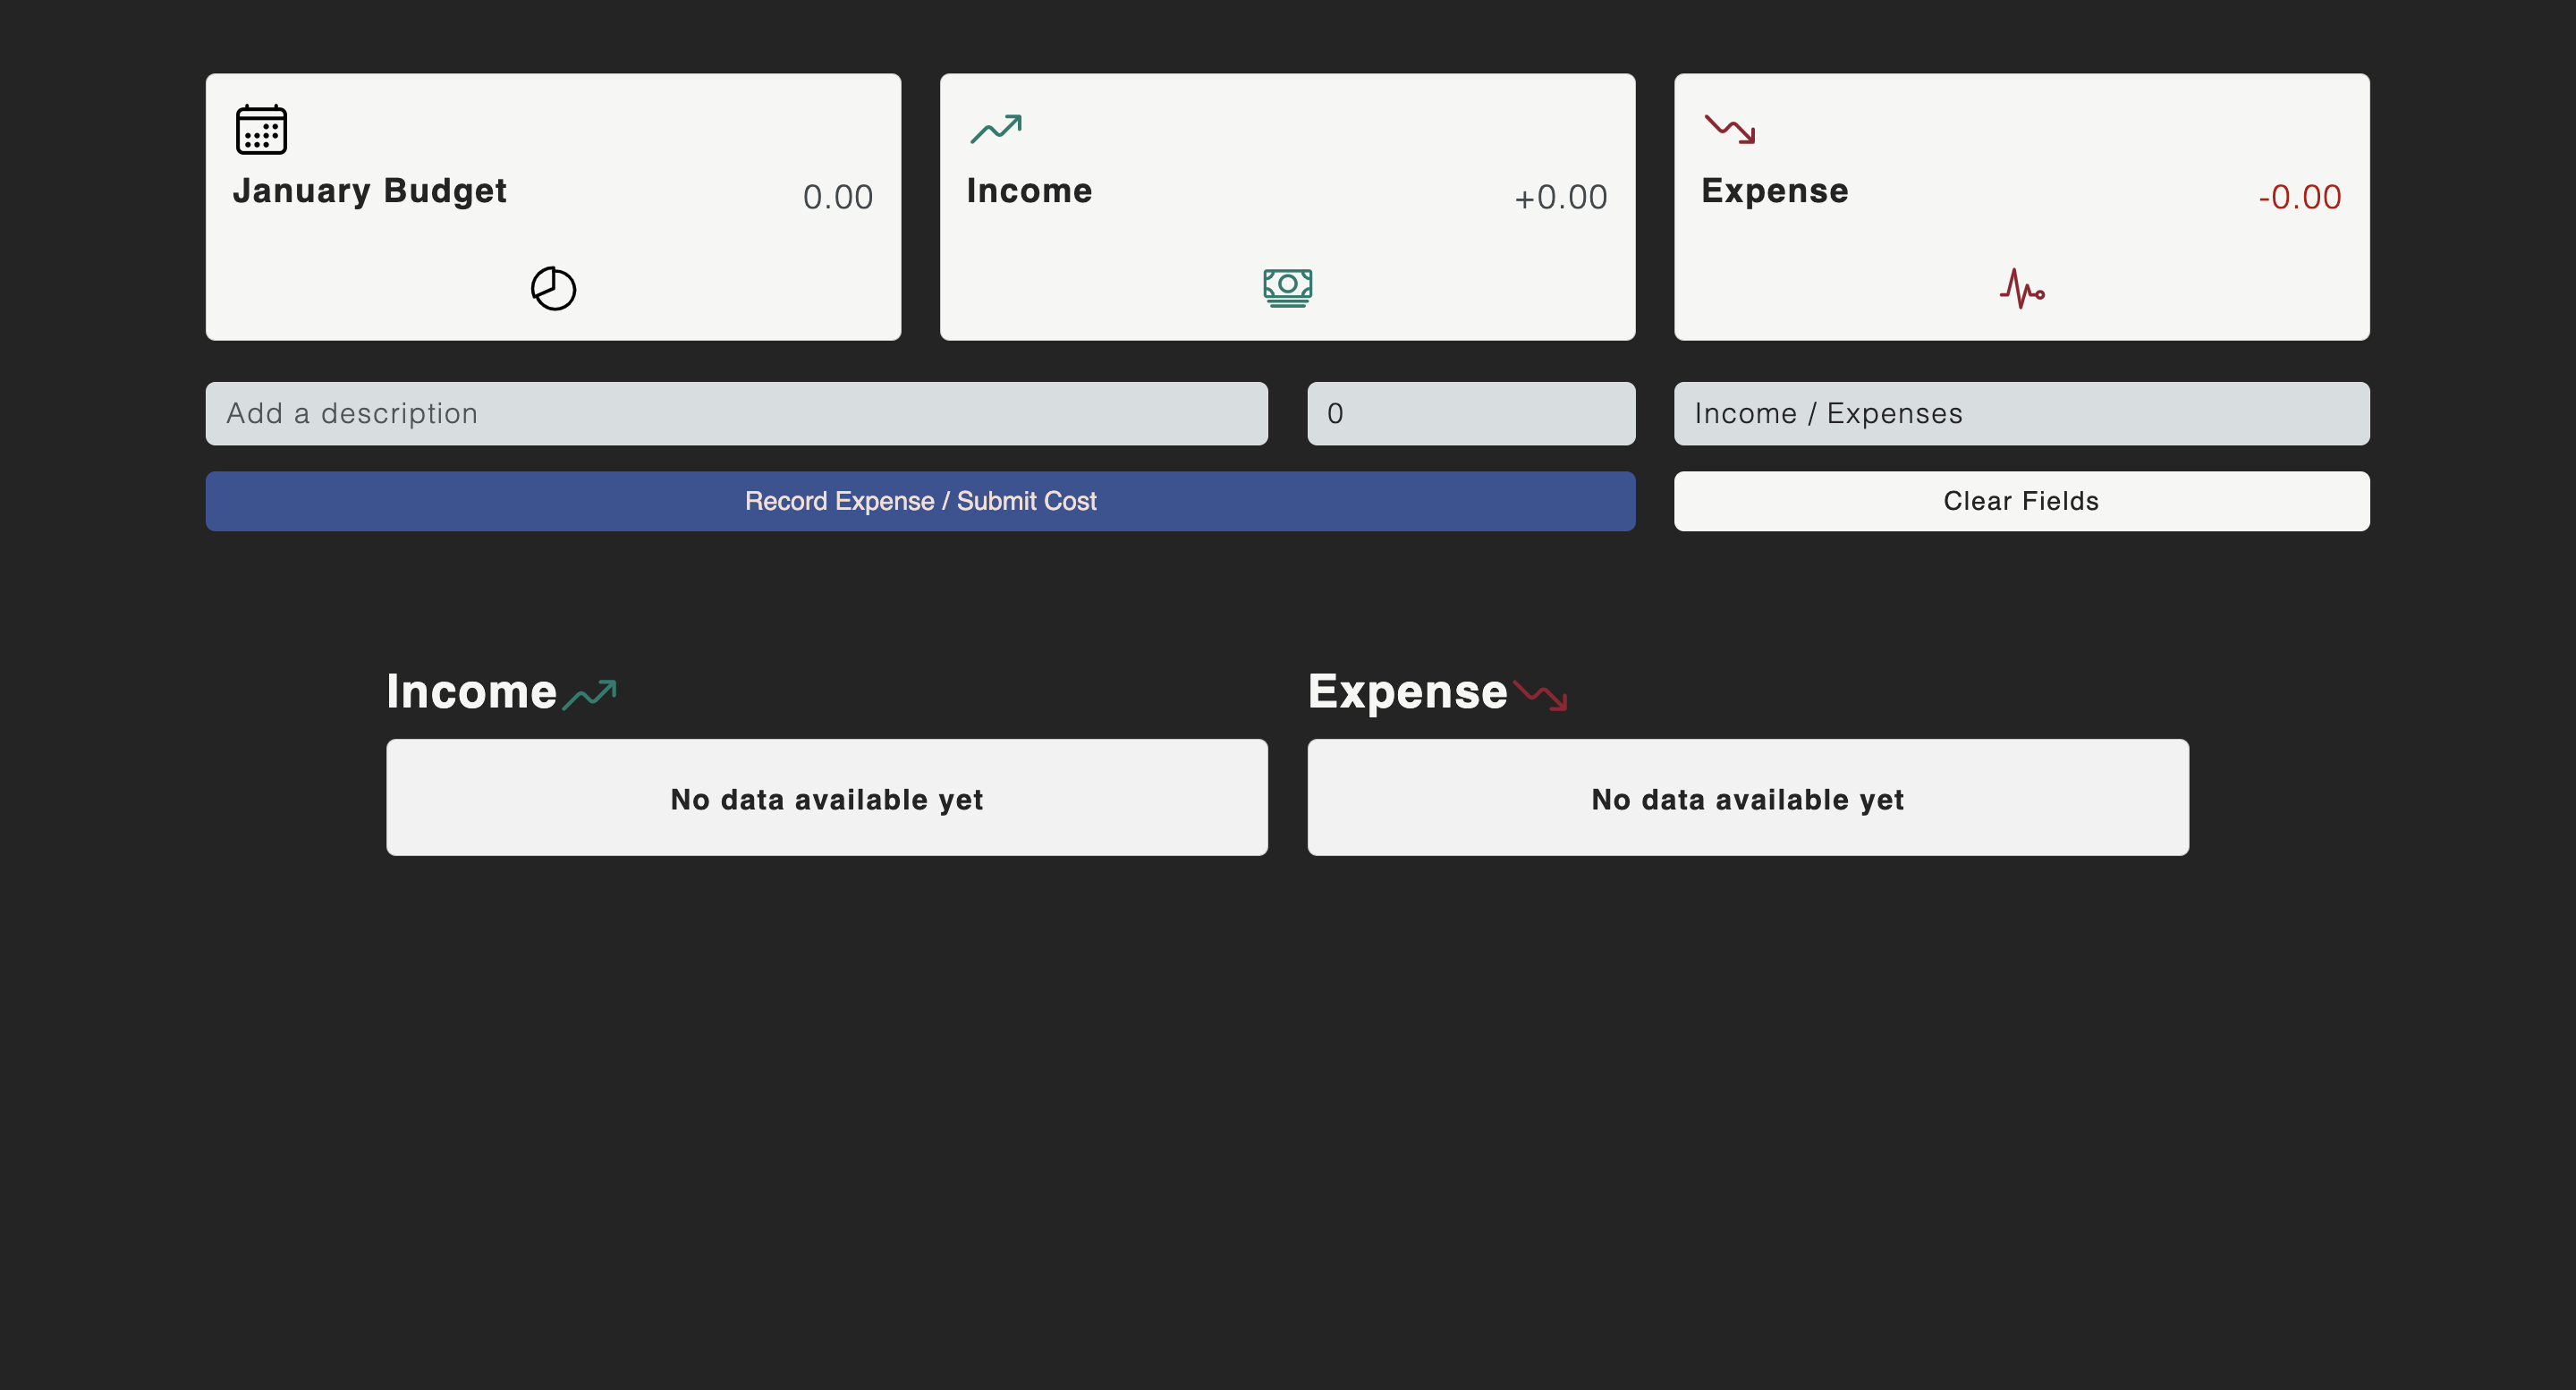 January Budget 0.00
Income +0.00
Expense -0.00
Add a description
0
Income / Expenses
Record Expense / Submit Cost
Clear Fields
Income
Expense
No data available yet
No data available yet